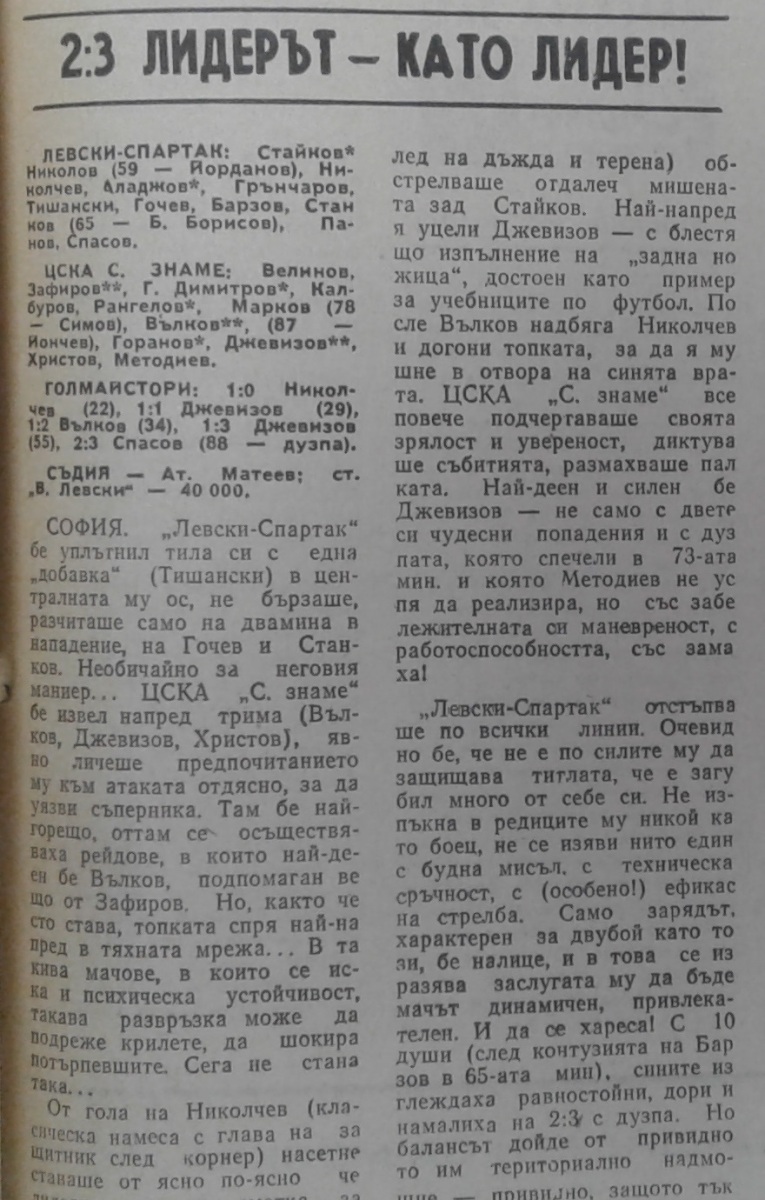 2:3 ЛИДЕРЪТ – КАТО ЛИДЕР!
ЛЕВСКИ-СПАРТАК: Стайков*
Николов (59 — Йорданов), Ни-
колчев, Аладжов*, Грънчаров,
Тишански, Гочев, Барзов, Стан
ков (65 — Б. Борисов), Па-
нов, Спасов.
ЦСКА С. ЗНАМЕ: Велинов,
Зафиров**, Г. Димитров*, Кал-
буров, Рангелов*, Марков (78
— Симов), Вълков**, (87 —
Йончев), Горанов*, Джевизов**,
Христов, Методиев.
ГОЛМАЙСТОРИ: 1:0 Никол-
чев (22), 1:1 Джевизов (29),
1:2 Вълков (34), 1:3 Джевизов
(55), 2:3 Спасов (88 — дузпа).
СЪДИЯ — Ат. Матеев; ст.
„В. Левски“ — 40 000.
СОФИЯ. „Левски-Спартак“
бе уплътнил тила си с една
„добавка“ (Тишански) в цен-
тралната му ос, не бързаше,
разчиташе само на двамина в
нападение, на Гочев и Стан-
ков. Необичайно за неговия
маниер... ЦСКА „С. знаме“
бе извел напред трима (Въл-
ков, Джевизов, Христов), яв-
но личеше предпочитанието
му към атаката отдясно, за да
уязви съперника. Там бе най-
горещо, оттам се осъществя-
ваха рейдове, в които най-де-
ен бе Вълков, подпомаган ве
що от Зафиров. Но, както че
сто става, топката спря най-на
пред в тяхната мрежа... В та
кива мачове, в които се ис-
ка и психическа устойчивост,
такава развръзка може да
подреже крилете, да шокира
потърпевшите. Сега не стана
така...
От гола на Николчев (кла-
сическа намеса с глава на за
щитник след корнер) насетне
ставаше от ясно по-ясно че
лед на дъжда и терена) об-
стрелваше отдалеч мишена-
та зад Стайков. Най-напред
я уцели Джевизов — с блестя
що изпълнение на „задна но
жица“, достоен като пример
за учебниците по футбол. По
сле Вълков надбяга Николчев
и догони топката, за да я му
шне в отвора на синята вра-
та. ЦСКА „С. знаме“ все
повече подчертаваше своята
зрялост и увереност, диктува
ше събитията, размахваше пал
ката. Най-деен и силен бе
Джевизов — не само с двете
си чудесни попадения и с дуз
пата, която спечели в 73-ата
мин. и която Методиев не ус
пя да реализира, но със забе
лежителната си маневреност, с
работоспособността, със зама
ха!
„Левски-Спартак“ отстъпва
ше по всички линии. Очевид
но бе, че не е по силите му да
защищава титлата, че е загу
бил много от себе си. Не из-
пъкна в редиците му никой ка
то боец, не се изяви нито един
с будна мисъл, с техническа
сръчност, с (особено!) ефикас
на стрелба. Само зарядът,
характерен за двубой като то
зи, бе налице, и в това се из
разява заслугата му да бъде
мачът динамичен, привлека-
телен. И да се хареса! С 10
души (след контузията на Бар
зов в 65-ата мин), сините из
глеждаха равностойни, дори и
намалиха на 2:3 с дузпа. Но
балансът дойде от привидно
то им териториално надмо-
щие — привидно, защото тък